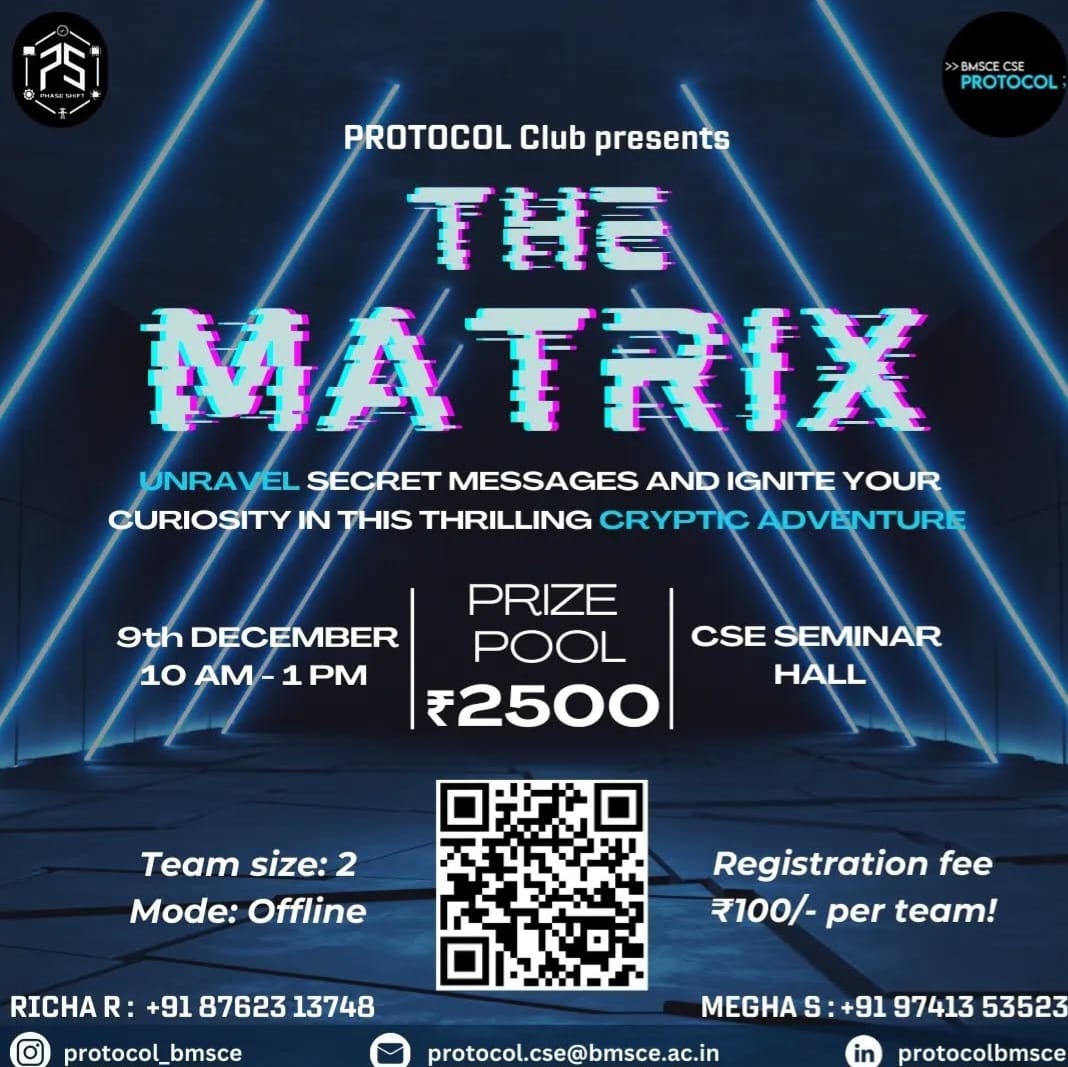 PS
PHASE SHIFT
>> BMSCE CSE
PROTOCOL ;
PROTOCOL Club presents
THE
MATRIX
UNRAVEL SECRET MESSAGES AND IGNITE YOUR
CURIOSITY IN THIS THRILLING CRYPTIC ADVENTURE
9th DECEMBER
10 AM - 1 PM
PRIZE
POOL
₹2500
CSE SEMINAR
HALL
Team size: 2
Mode: Offline
Registration fee
₹100/- per team!
RICHA R : +91 87623 13748
MEGHA S : +91 97413 53523
protocol_bmsce
protocol.cse@bmsce.ac.in
in
protocolbmsce